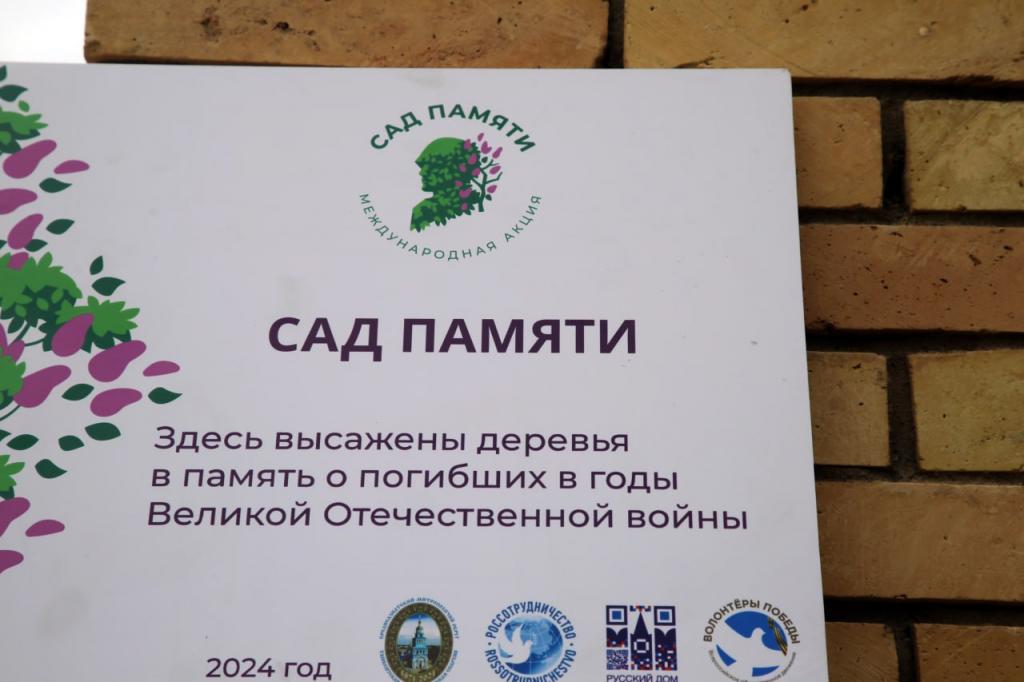 САД ПАМЯТИ
МЕЖДУНАРОДНАЯ АКЦИЯ
САД ПАМЯТИ
Здесь высажены деревья
в память о погибших в годы
Великой Отечественной войны
2024 год
РОССОТРУДНИЧЕСТВО
ROSSOTRUDNICHESTVO
РУССКИЙ ДОМ
ВОЛОНТЁРЫ ПОБЕДЫ